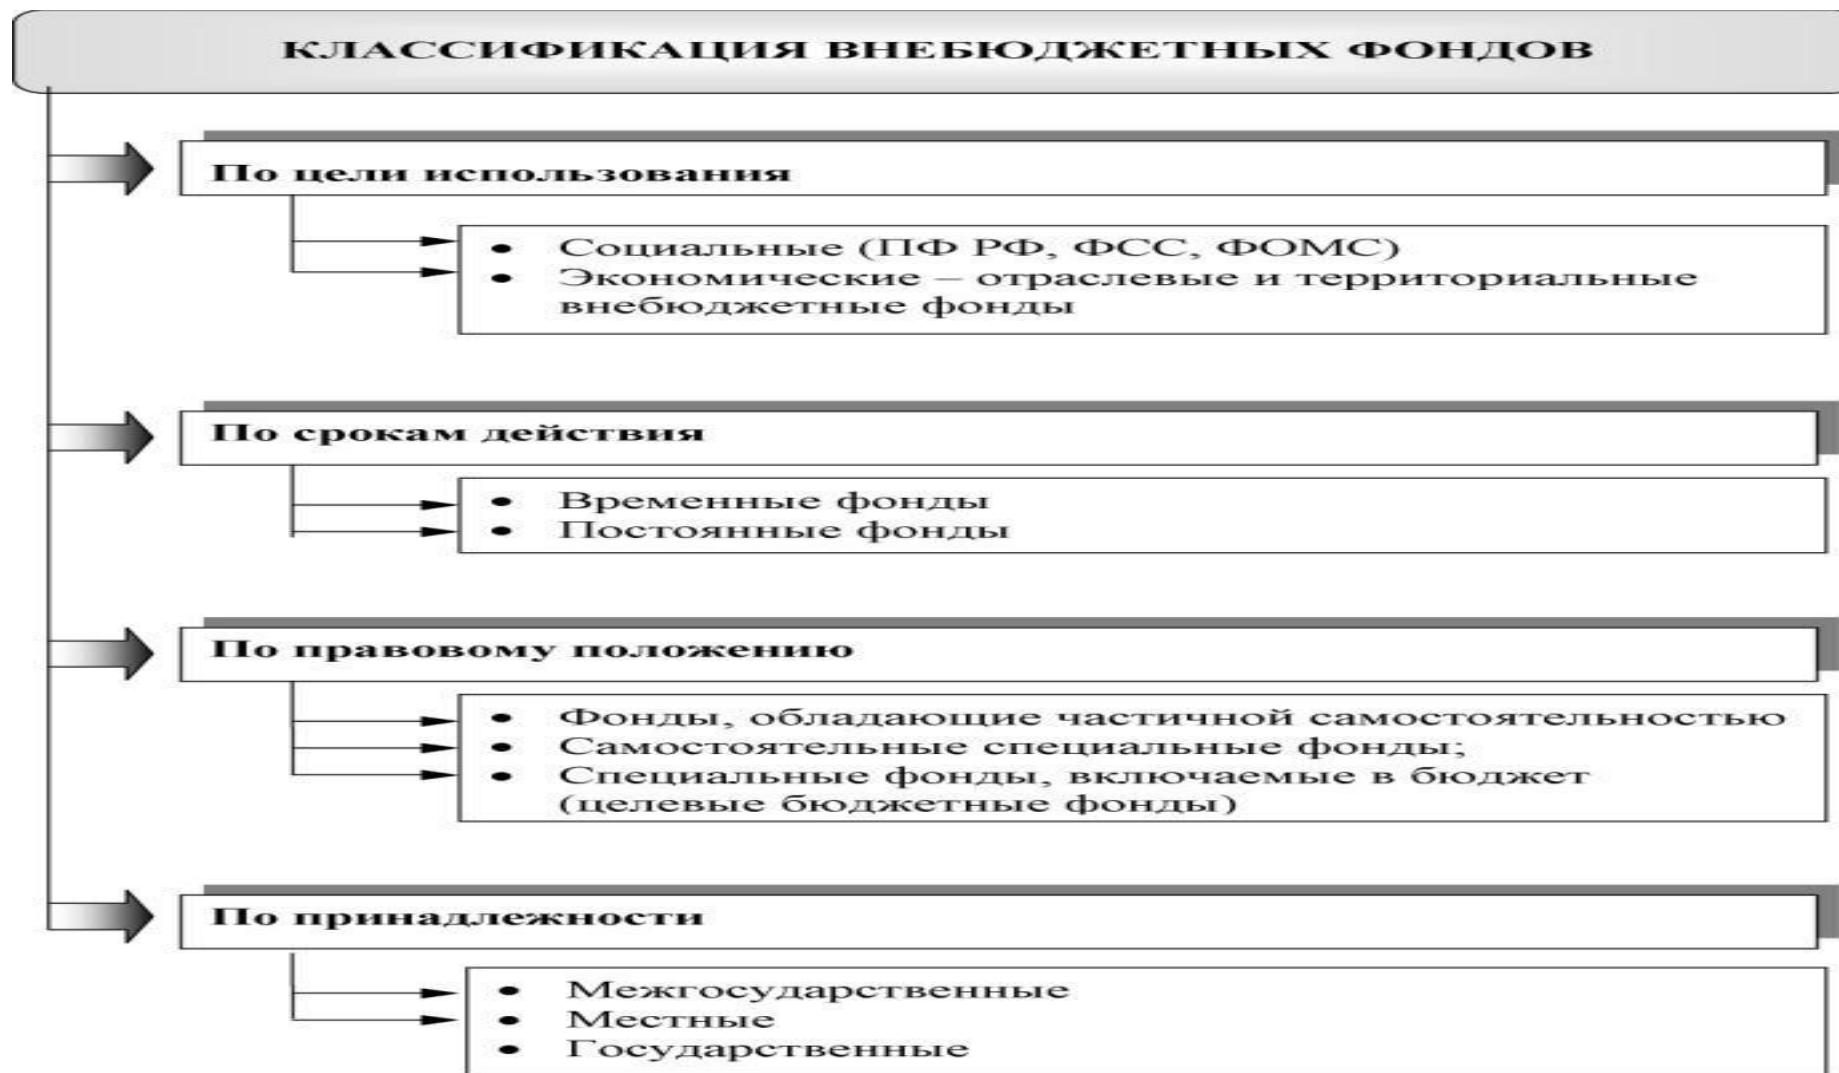 КЛАССИФИКАЦИЯ ВНЕБЮДЖЕТНЫХ ФОНДОВ
По цели использования
• Социальные (ПФ РФ, ФСС, ФОМС)
• Экономические – отраслевые и территориальные
внебюджетные фонды
По срокам действия
• Временные фонды
• Постоянные фонды
По правовому положению
• Фонды, обладающие частичной самостоятельностью
• Самостоятельные специальные фонды;
• Специальные фонды, включаемые в бюджет
(целевые бюджетные фонды)
По принадлежности
• Межгосударственные
• Местные
• Государственные